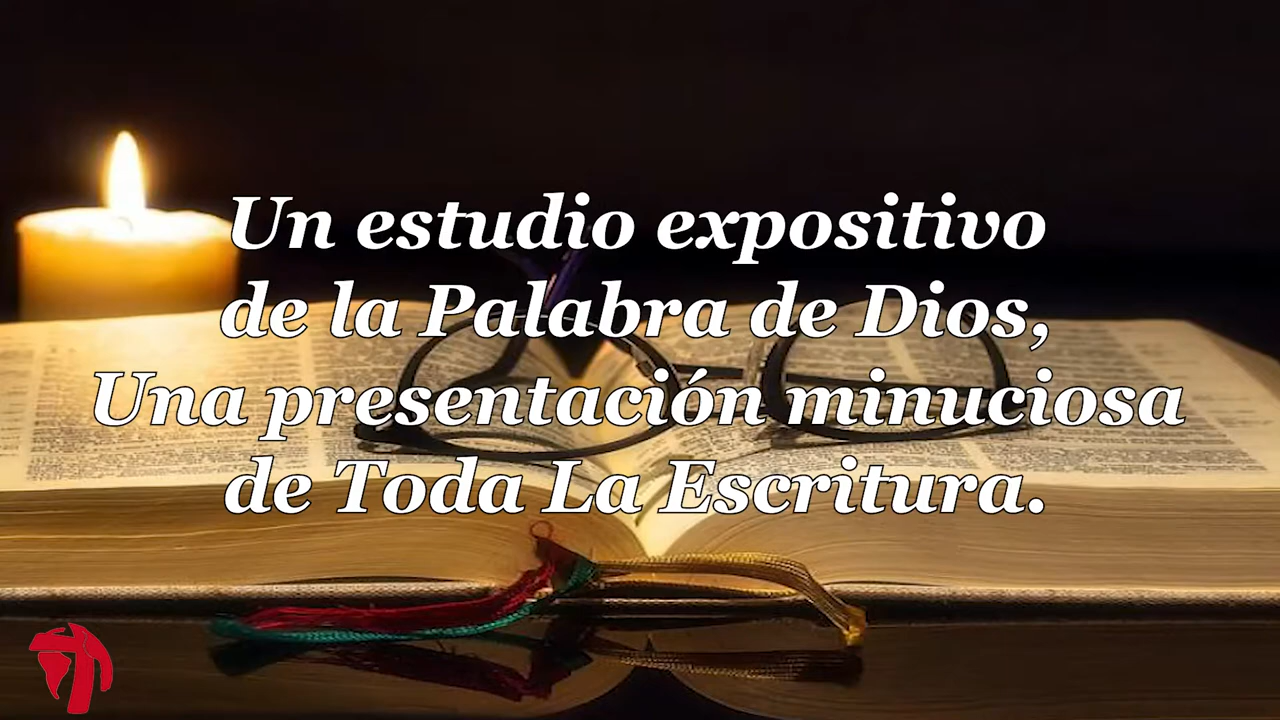 Un estudio expositivo
de la Palabra de Dios,
Una presentación minuciosa
de Toda La Escritura.